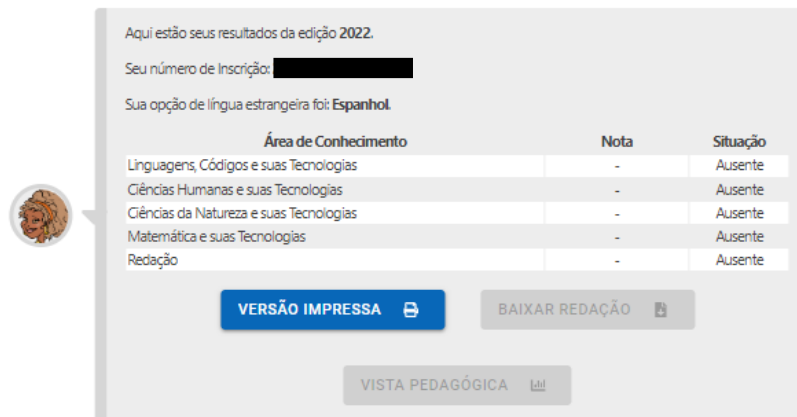 Aqui estão seus resultados da edição 2022.
Seu número de Inscrição:
Sua opção de língua estrangeira foi: Espanhol.
Área de Conhecimento Nota Situação
Linguagens, Códigos e suas Tecnologias - Ausente
Ciências Humanas e suas Tecnologias - Ausente
Ciências da Natureza e suas Tecnologias - Ausente
Matemática e suas Tecnologias - Ausente
Redação - Ausente
VERSÃO IMPRESSA BAIXAR REDAÇÃO
VISTA PEDAGÓGICA